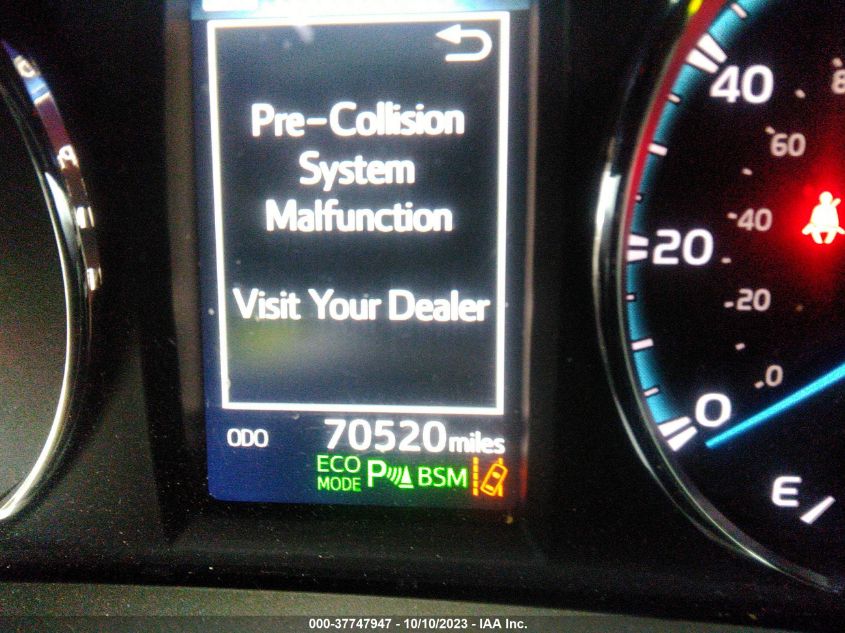 Pre-Collision
System
Malfunction
Visit Your Dealer
ODO 70520 miles
ECO
MODE
P BSM
40
20
0
60
40
20
0
E
000-37747947 - 10/10/2023 - IAA Inc.